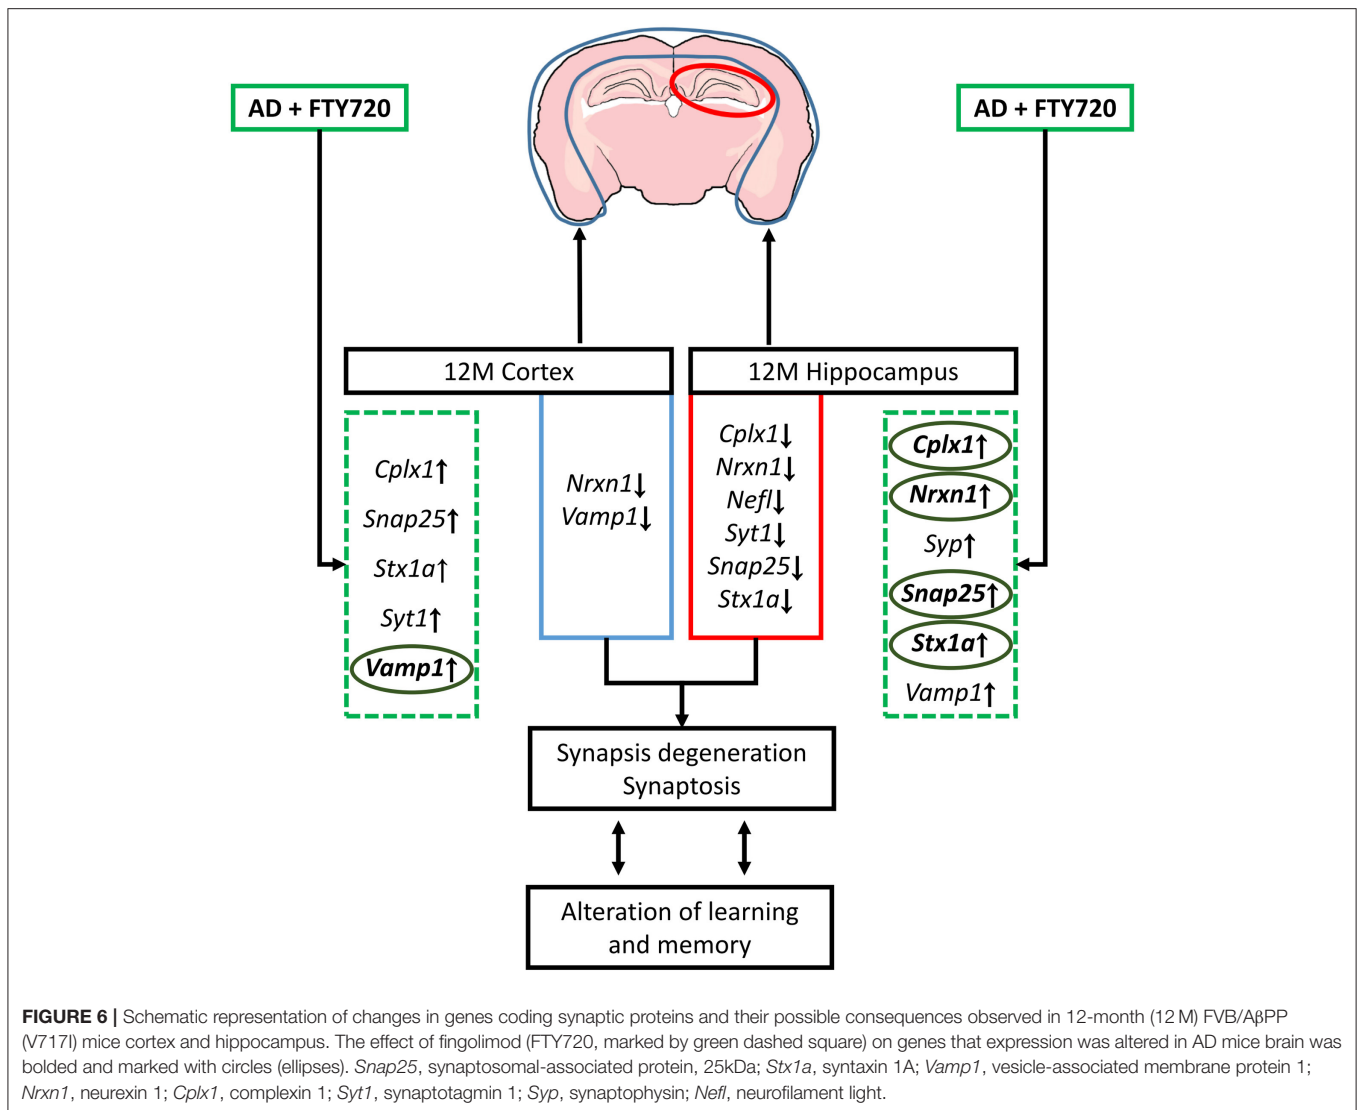 AD + FTY720
AD + FTY720
12M Cortex
12M Hippocampus
Cplx1↑
Snap25↑
Stx1a↑
Syt1↑
Vamp1↑
Nrxn1↓
Vamp1↓
Cplx1↓
Nrxn1↓
Nefl↓
Syt1↓
Snap25↓
Stx1a↓
Cplx1↑
Nrxn1↑
Syp↑
Snap25↑
Stx1a↑
Vamp1↑
Synapsis degeneration
Synaptosis
Alteration of learning
and memory
FIGURE 6 | Schematic representation of changes in genes coding synaptic proteins and their possible consequences observed in 12-month (12 M) FVB/AβPP
(V717I) mice cortex and hippocampus. The effect of fingolimod (FTY720, marked by green dashed square) on genes that expression was altered in AD mice brain was
bolded and marked with circles (ellipses). Snap25, synaptosomal-associated protein, 25kDa; Stx1a, syntaxin 1A; Vamp1, vesicle-associated membrane protein 1;
Nrxn1, neurexin 1; Cplx1, complexin 1; Syt1, synaptotagmin 1; Syp, synaptophysin; Nefl, neurofilament light.